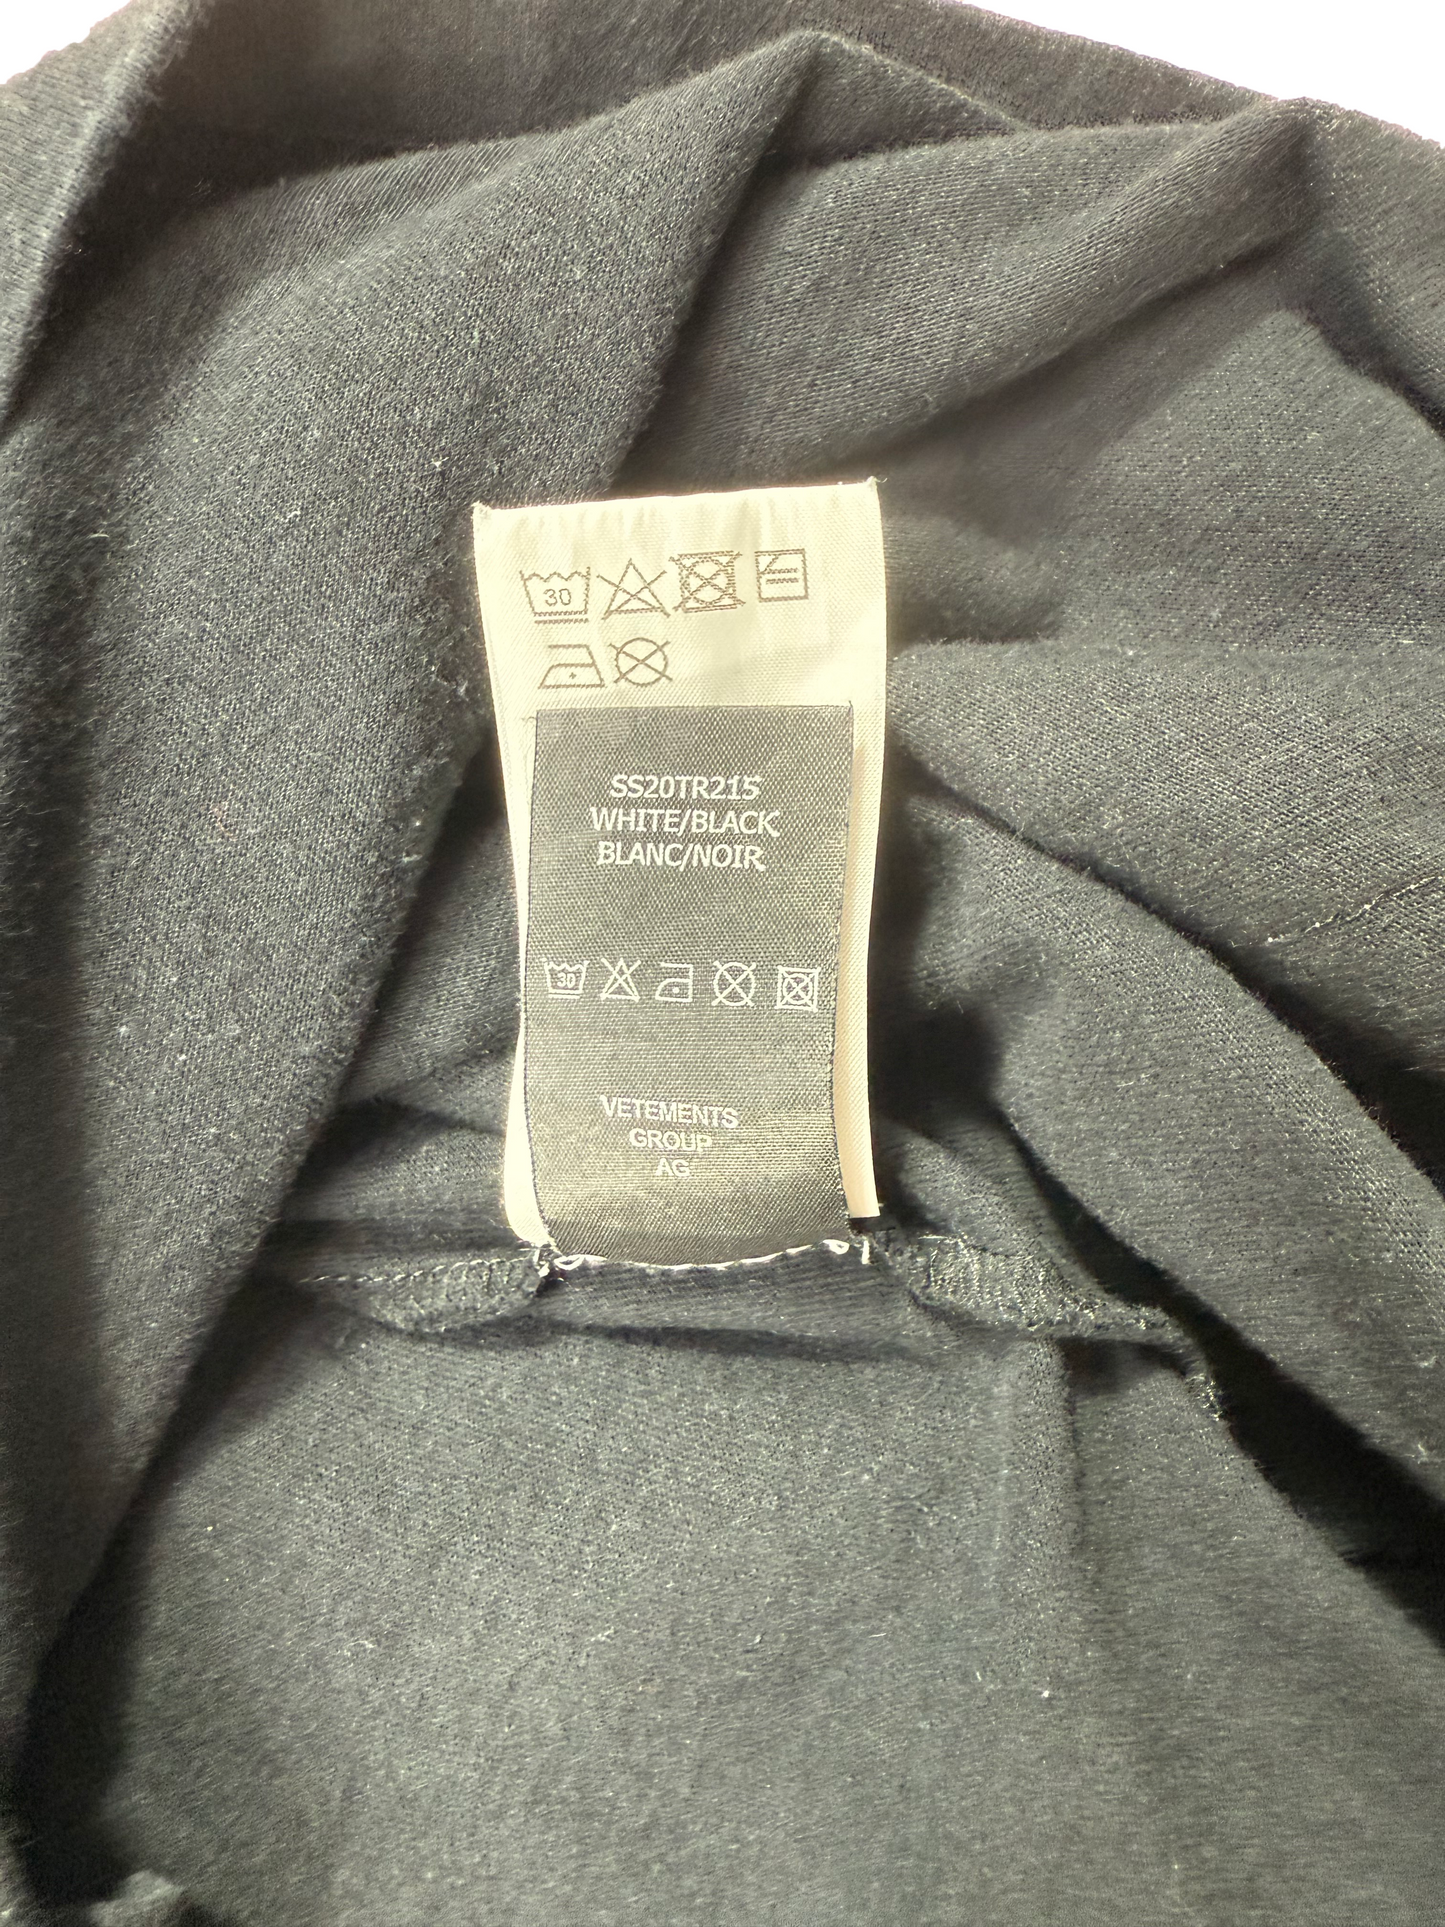 30
SS20TR215
WHITE/BLACK
BLANC/NOIR
30
VETEMENTS
GROUP
AG